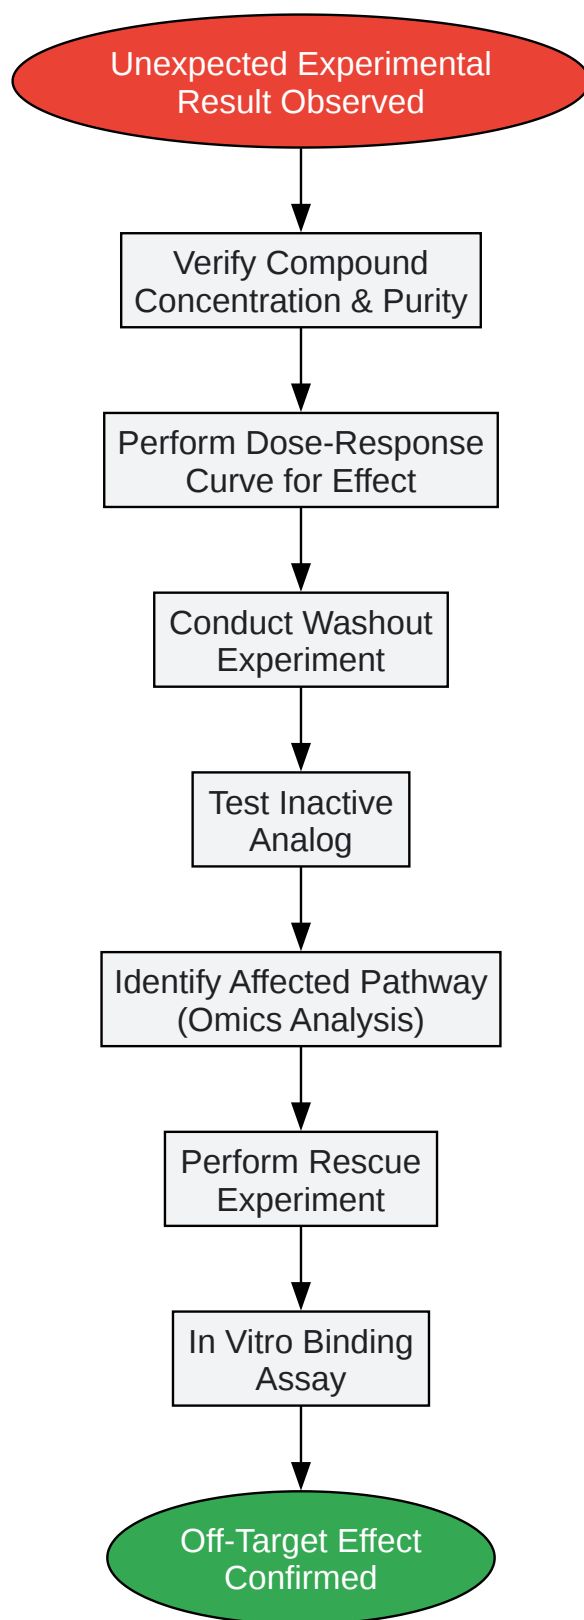 Unexpected Experimental
Result Observed
Verify Compound
Concentration & Purity
Perform Dose-Response
Curve for Effect
Conduct Washout
Experiment
Test Inactive
Analog
Identify Affected Pathway
(Omics Analysis)
Perform Rescue
Experiment
In Vitro Binding
Assay
Off-Target Effect
Confirmed